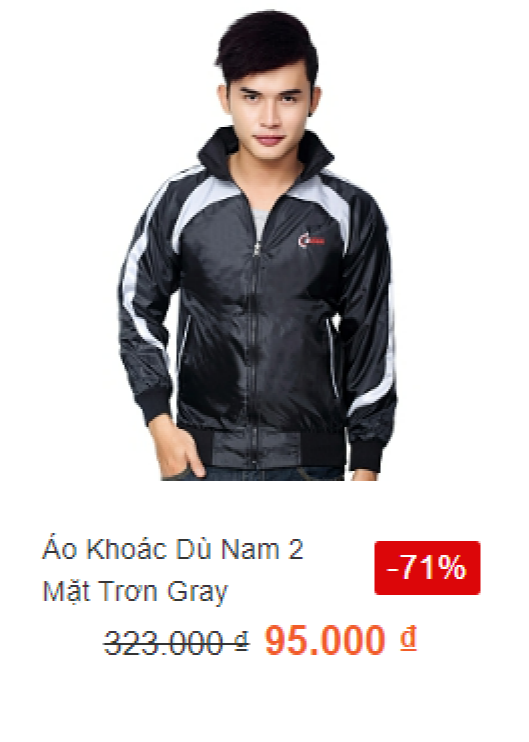 Áo Khoác Dù Nam 2
Mặt Trơn Gray
-71%
323.000 ₫ 95.000 ₫